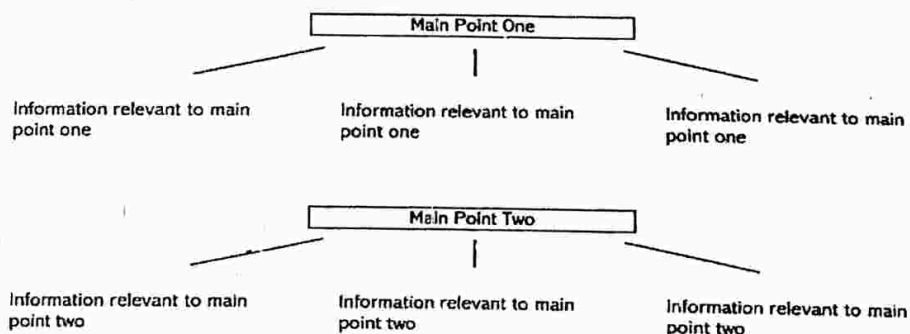 Main Point One
Information relevant to main
point one
Information relevant to main
point one
Information relevant to main
point one
Main Point Two
Information relevant to main
point two
Information relevant to main
point two
Information relevant to main
point two